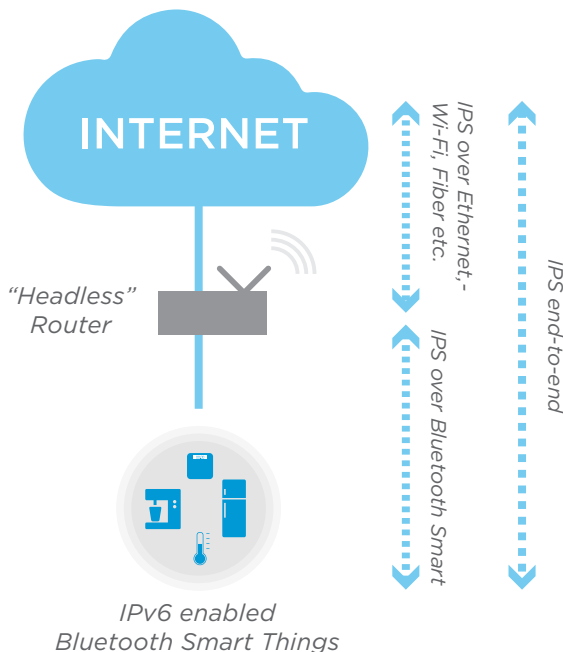 INTERNET
IPS over Ethernet,-
Wi-Fi, Fiber etc.
IPS end-to-end
“Headless”
Router
IPS over Bluetooth Smart
IPv6 enabled
Bluetooth Smart Things